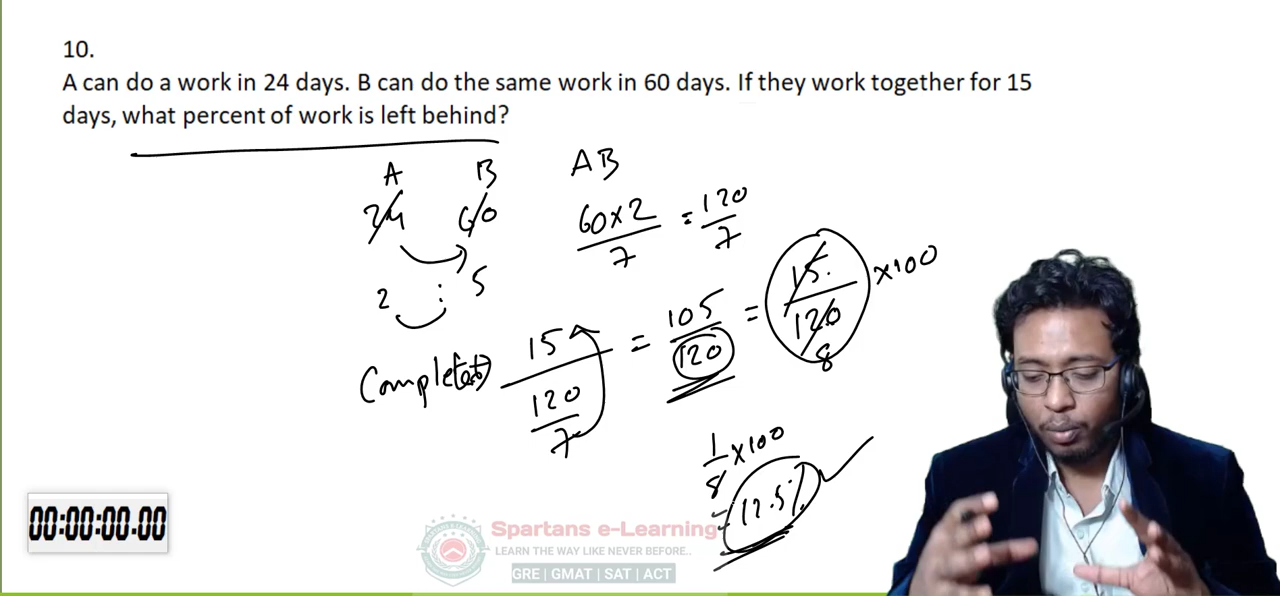 10.
A can do a work in 24 days. B can do the same work in 60 days. If they work together for 15
days, what percent of work is left behind?
A B
24 60
2 : 5
AB
60×2/7 = 120/7
Completed 15/(120/7) = 105/120 = 15/120 ×100
8
1/8 ×100
= 12.5%
00:00:00.00
Spartans e-Learning
LEARN THE WAY LIKE NEVER BEFORE..
GRE | GMAT | SAT | ACT